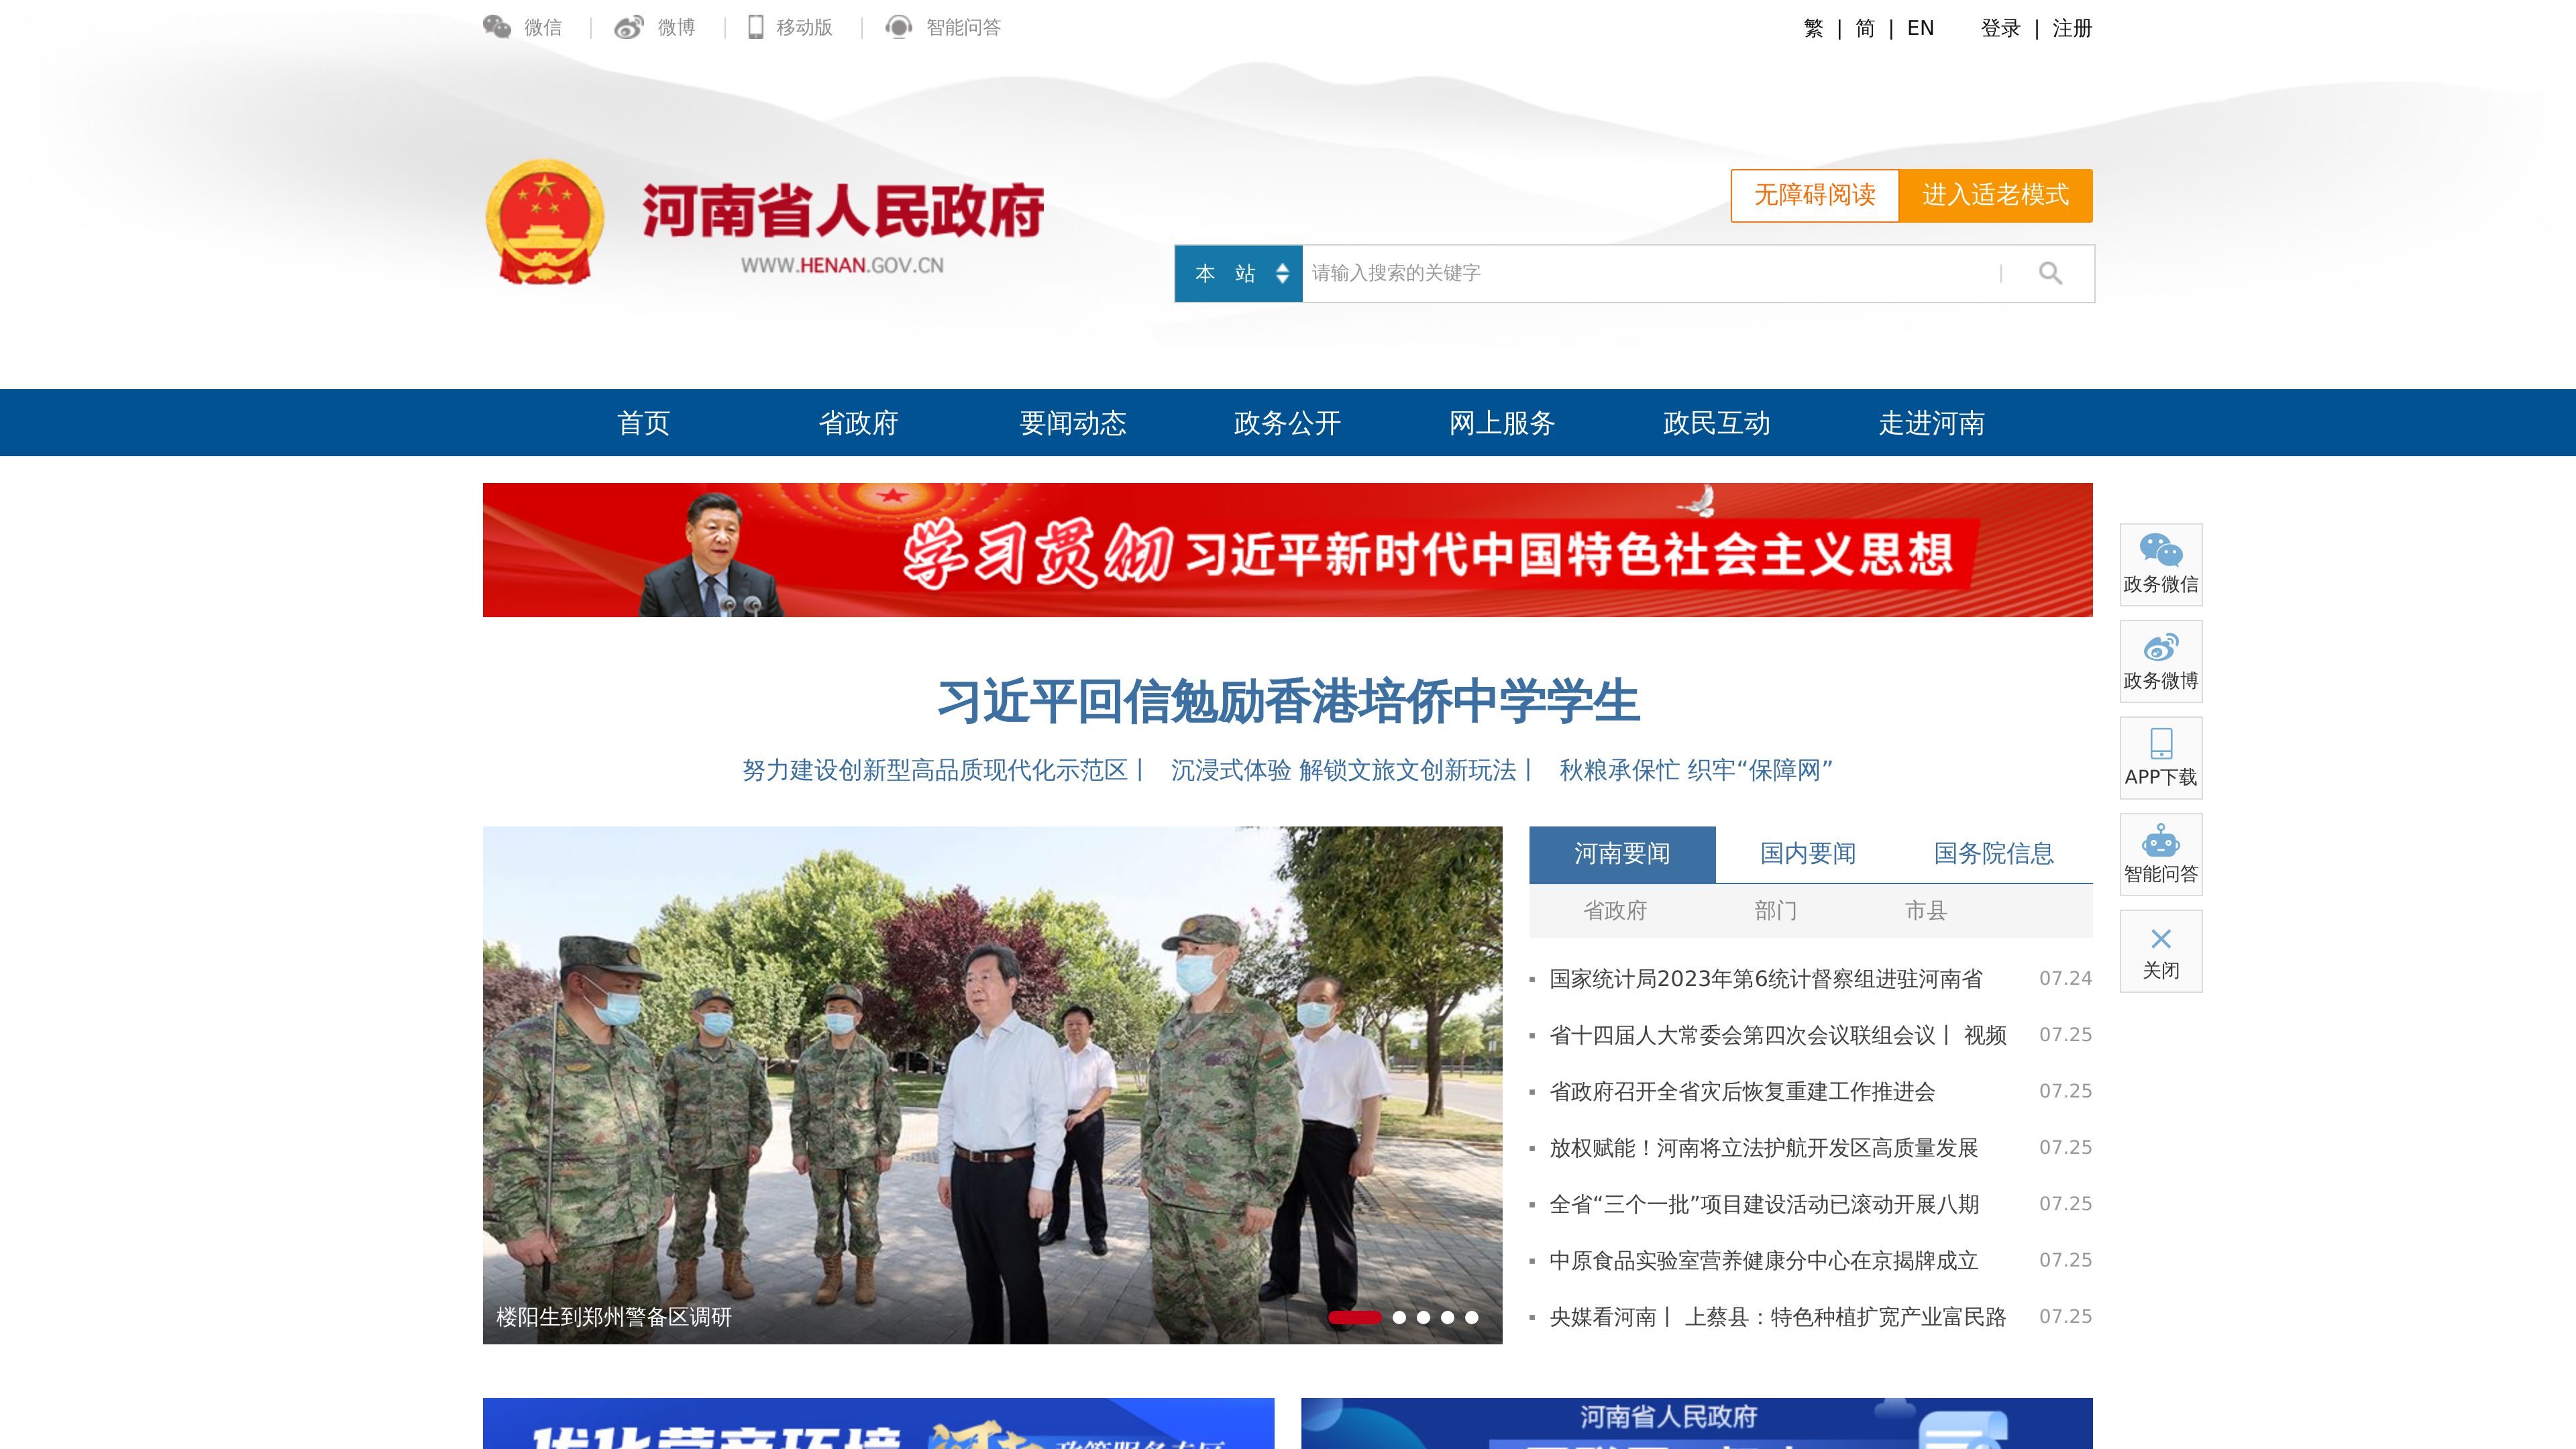 微信 微博 移动版 智能问答 繁 | 简 | EN 登录 | 注册
无障碍阅读 进入适老模式
河南省人民政府
WWW.HENAN.GOV.CN
本 站 请输入搜索的关键字
首页 省政府 要闻动态 政务公开 网上服务 政民互动 走进河南
学习贯彻 习近平新时代中国特色社会主义思想
习近平回信勉励香港培侨中学学生
努力建设创新型高品质现代化示范区丨 沉浸式体验 解锁文旅文创新玩法丨 秋粮承保忙 织牢“保障网”
政务微信
政务微博
APP下载
智能问答
关闭
楼阳生到郑州警备区调研
河南要闻 国内要闻 国务院信息
省政府 部门 市县
国家统计局2023年第6统计督察组进驻河南省 07.24
省十四届人大常委会第四次会议联组会议丨 视频 07.25
省政府召开全省灾后恢复重建工作推进会 07.25
放权赋能！河南将立法护航开发区高质量发展 07.25
全省“三个一批”项目建设活动已滚动开展八期 07.25
中原食品实验室营养健康分中心在京揭牌成立 07.25
央媒看河南丨 上蔡县：特色种植扩宽产业富民路 07.25
优化营商环境
河南省人民政府